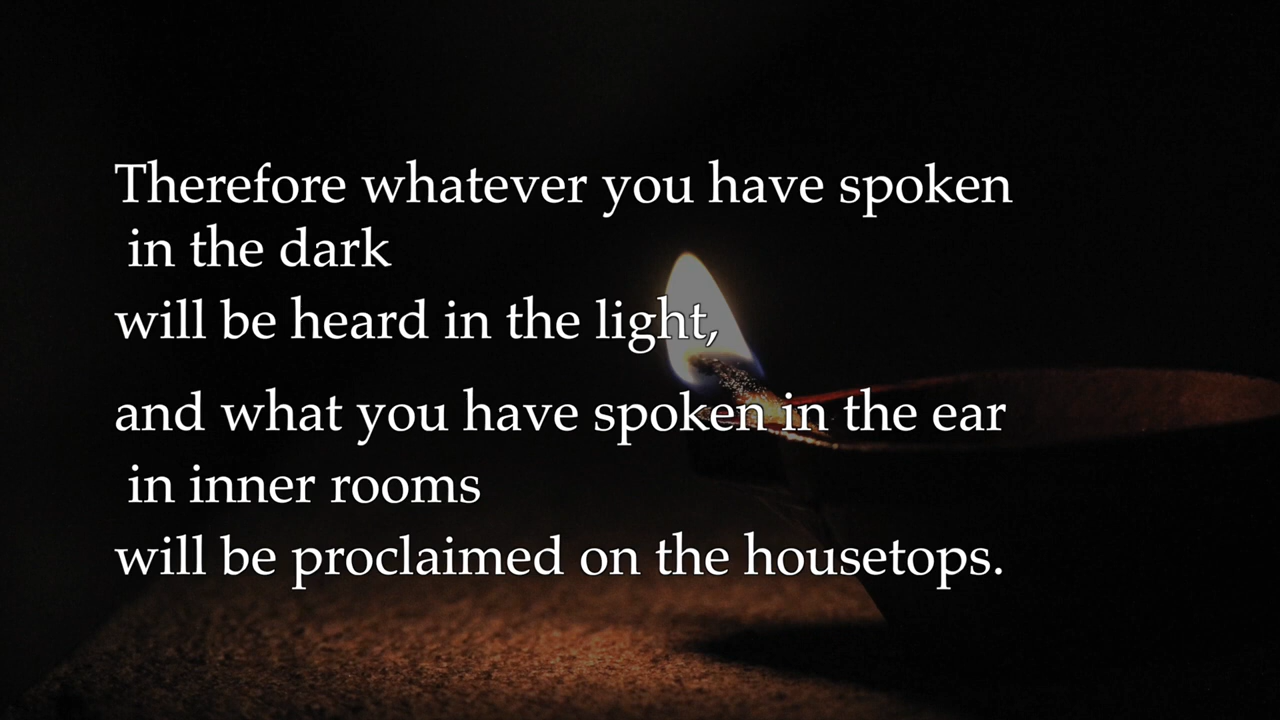 Therefore whatever you have spoken
in the dark
will be heard in the light,
and what you have spoken in the ear
in inner rooms
will be proclaimed on the housetops.